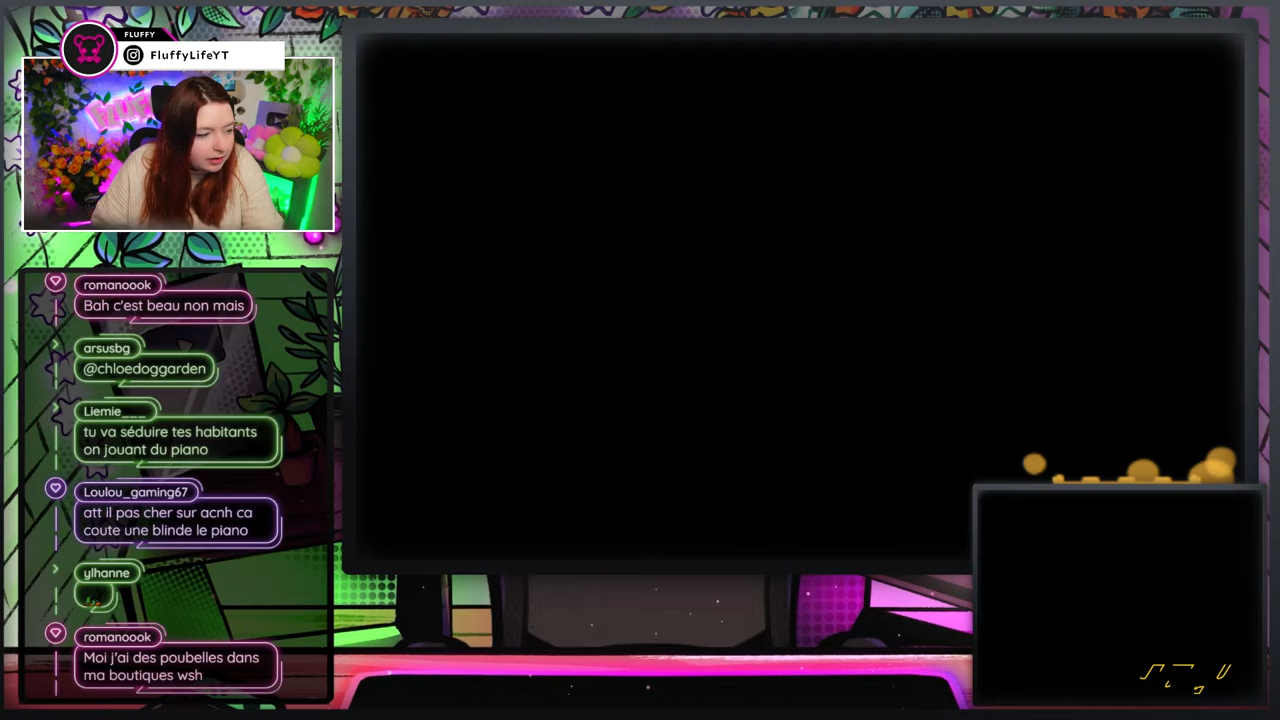 FLUFFY
FluffyLifeYT
romanoook
Bah c'est beau non mais
arsusbg
@chloedoggarden
Liemie___
tu va séduire tes habitants
on jouant du piano
Loulou_gaming67
att il pas cher sur acnh ca
coute une blinde le piano
ylhanne
romanoook
Moi j'ai des poubelles dans
ma boutiques wsh